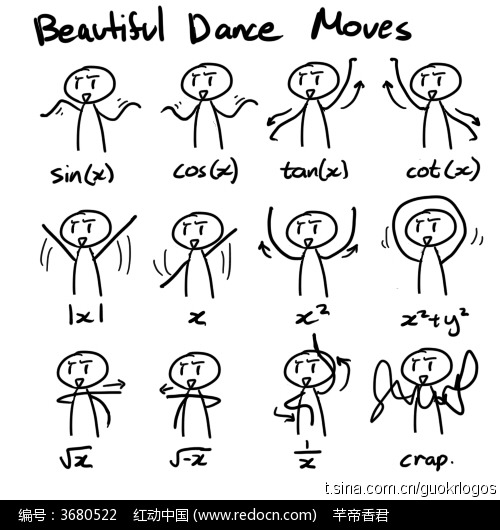 Beautiful Dance Moves
sin(x) cos(x) tan(x) cot(x)
|x| x x² x²+y²
√x √-x 1/x crap.
t.sina.com.cn/guokrlogos
编号：3680522 红动中国 (www.redocn.com) 芊帝香君